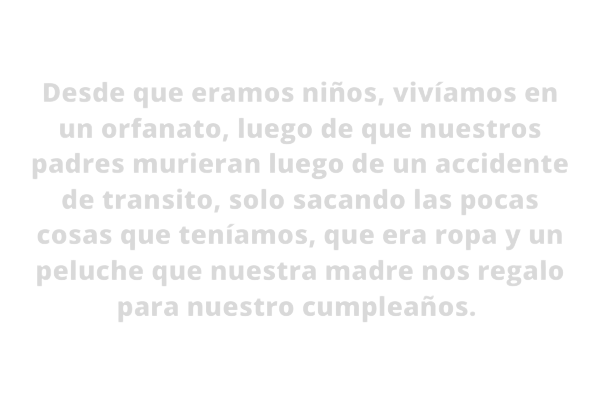 Desde que eramos niños, vivíamos en
un orfanato, luego de que nuestros
padres murieran luego de un accidente
de transito, solo sacando las pocas
cosas que teníamos, que era ropa y un
peluche que nuestra madre nos regalo
para nuestro cumpleaños.